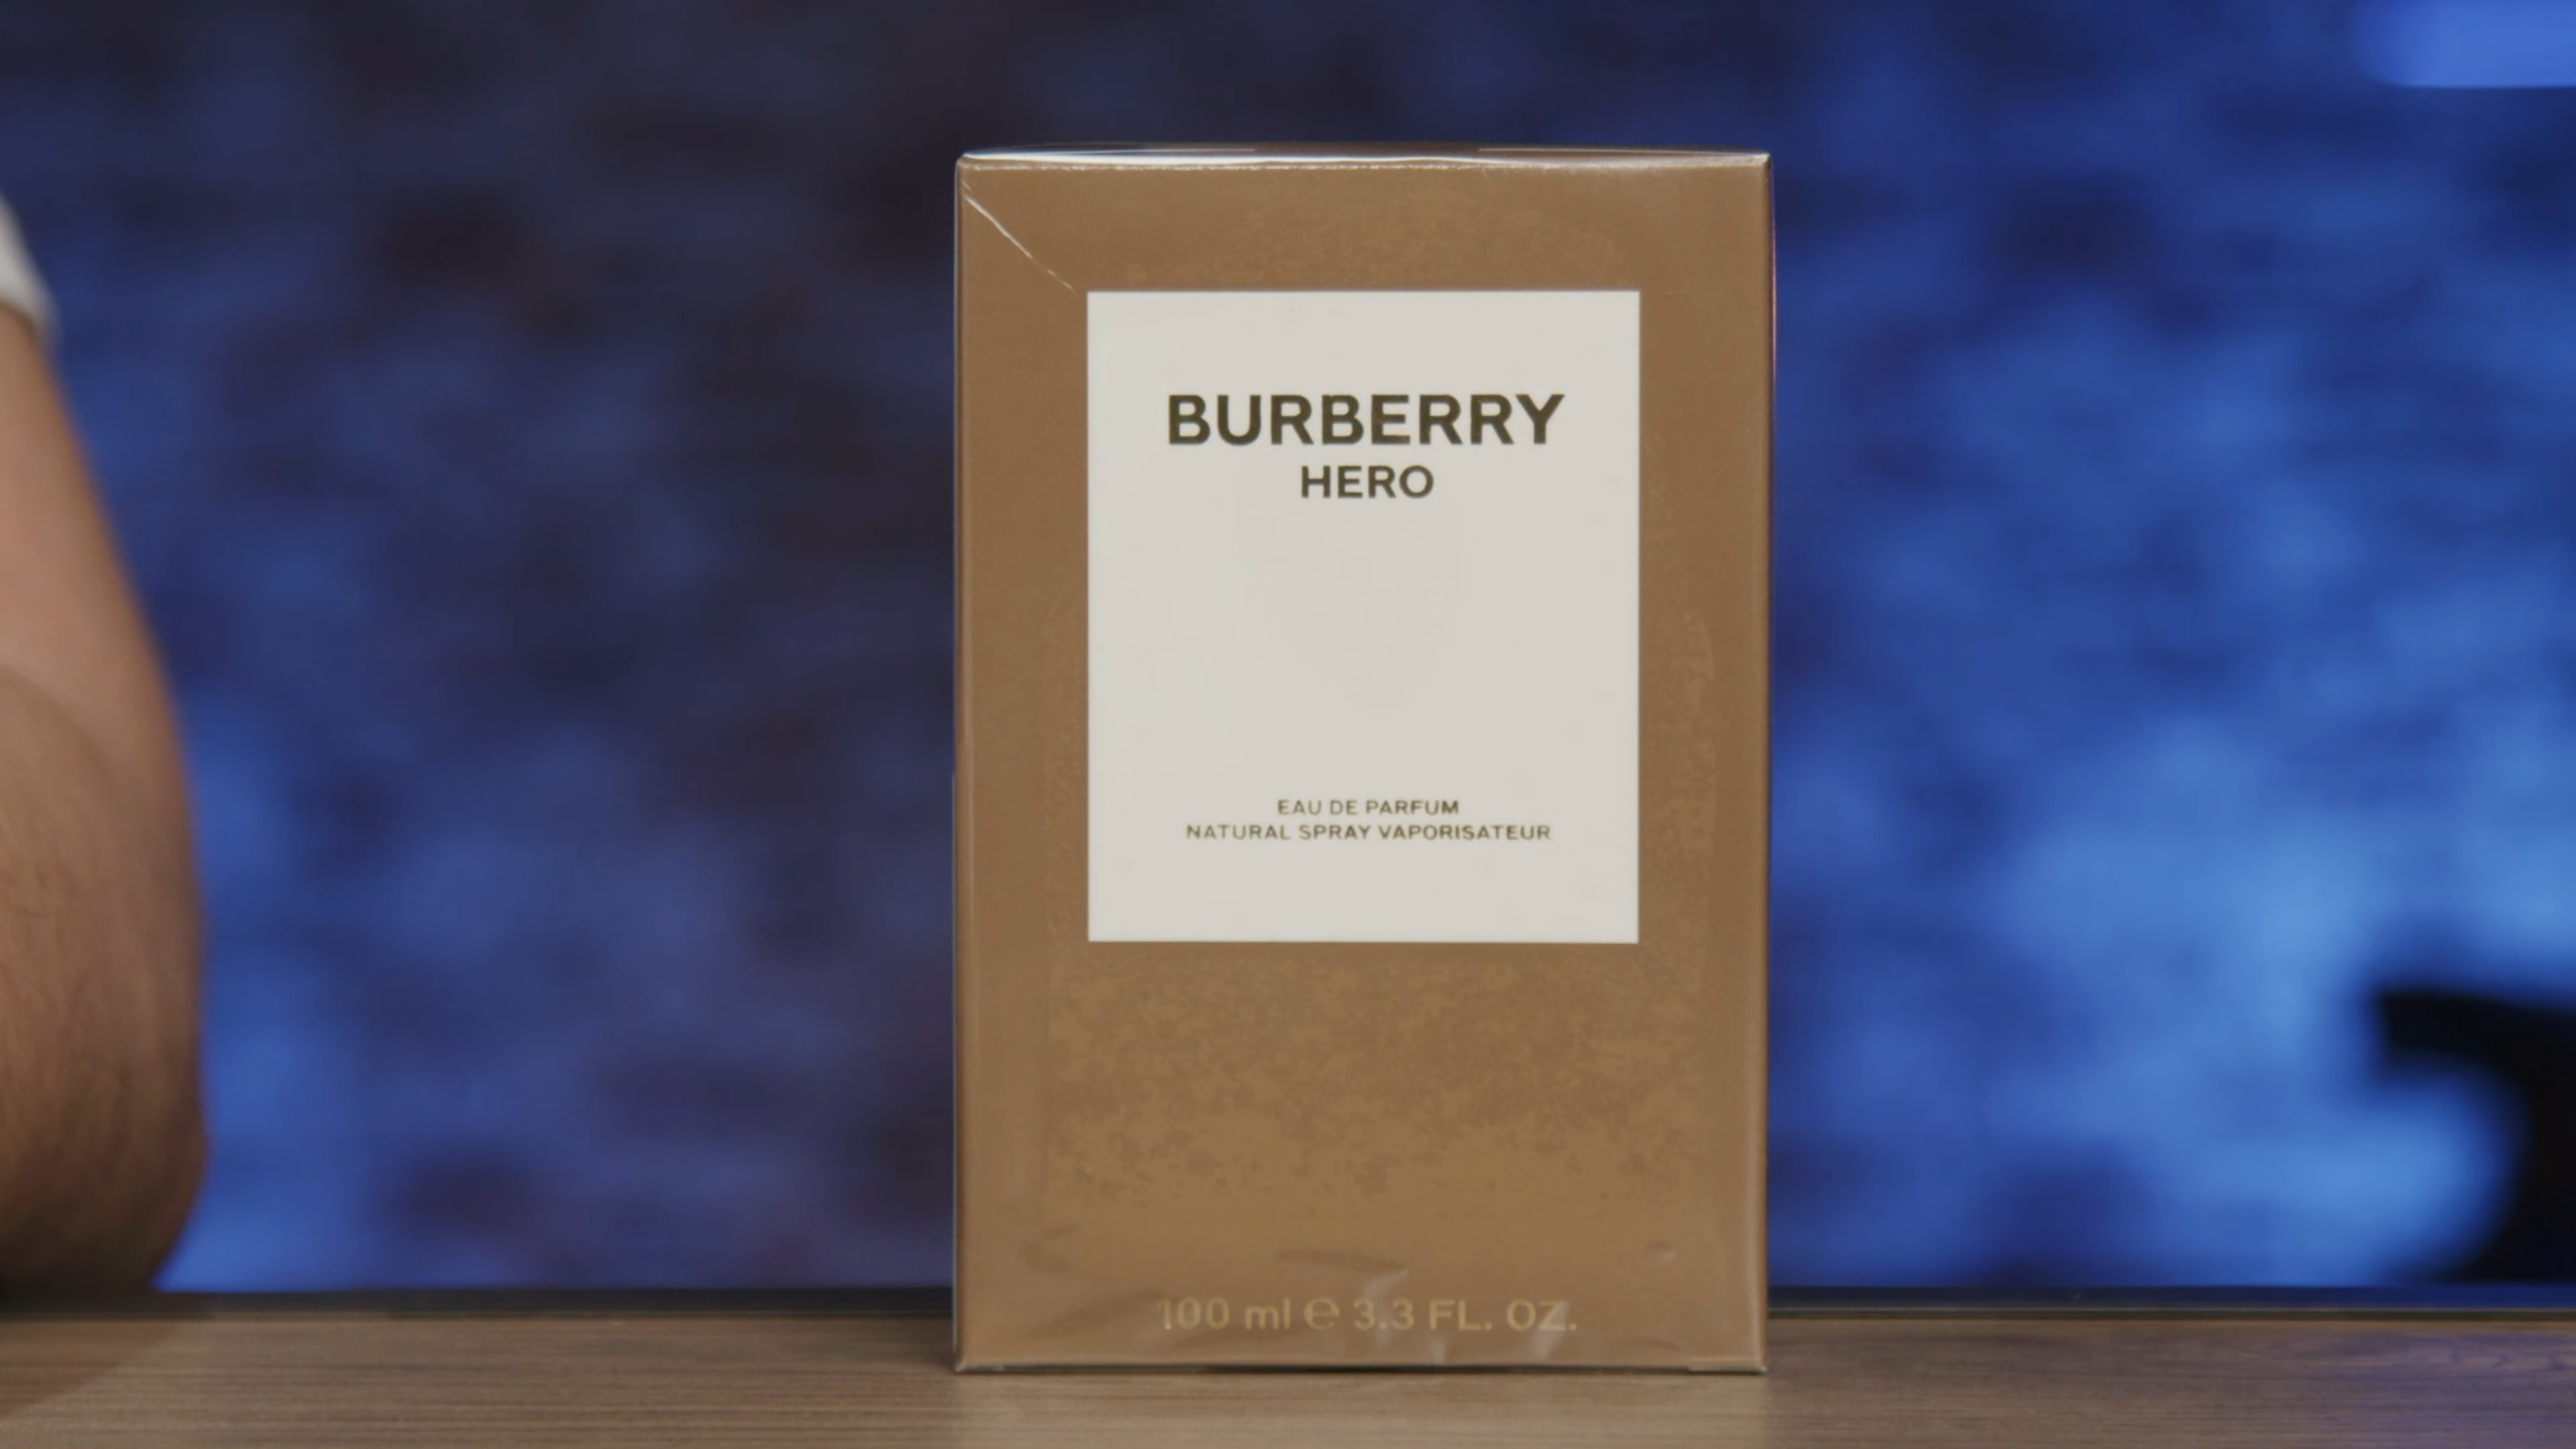 BURBERRY
HERO
EAU DE PARFUM
NATURAL SPRAY VAPORISATEUR
100 ml ℮ 3.3 FL. OZ.